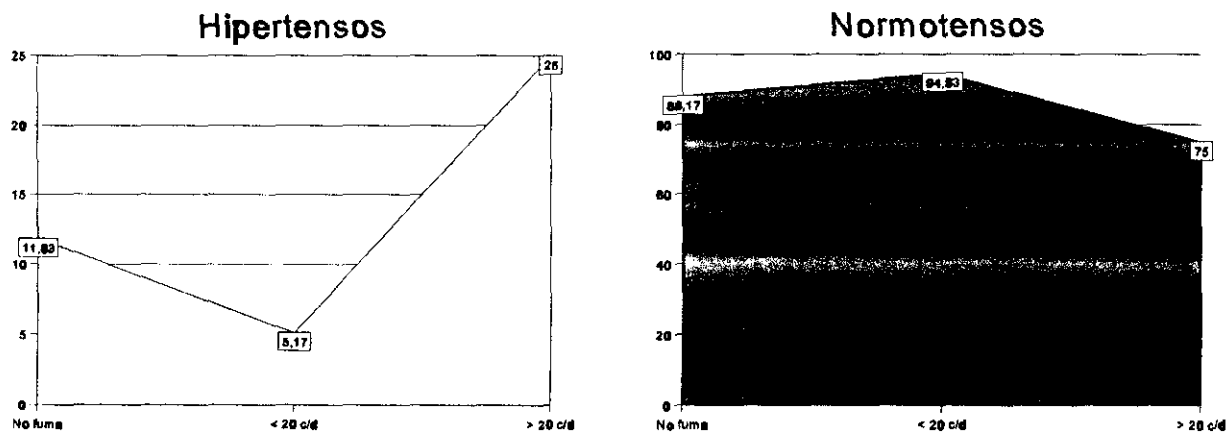 Hipertensos
25
20
15
10
5
0
11,83
5,17
25
No fuma
< 20 c/d
> 20 c/d
Normotensos
100
80
60
40
20
0
88,17
94,83
75
No fuma
< 20 c/d
> 20 c/d